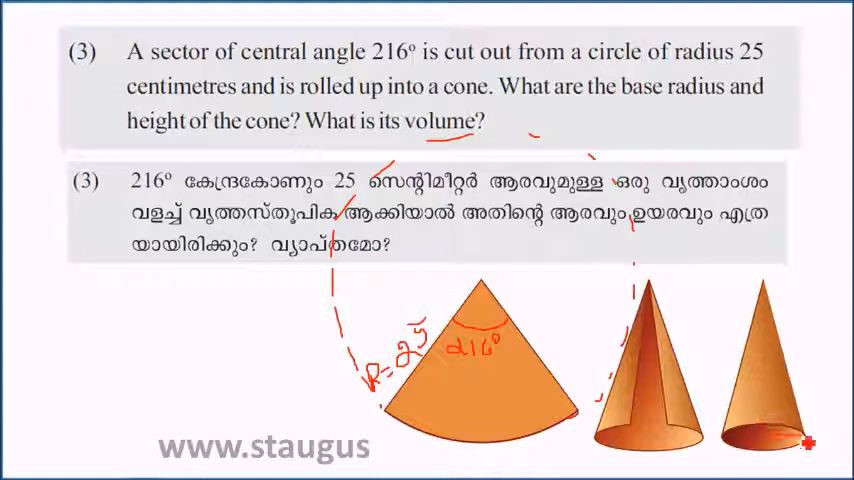 (3) A sector of central angle 216° is cut out from a circle of radius 25
centimetres and is rolled up into a cone. What are the base radius and
height of the cone? What is its volume?
(3) 216° കേന്ദ്രകോണും 25 സെന്റിമീറ്റർ ആരവുമുള്ള ഒരു വൃത്താംശം
വളച്ച് വൃത്തസ്തൂപിക ആക്കിയാൽ അതിന്റെ ആരവും ഉയരവും എത്ര
യായിരിക്കും? വ്യാപ്തമോ?
R=25
216°
www.staugus